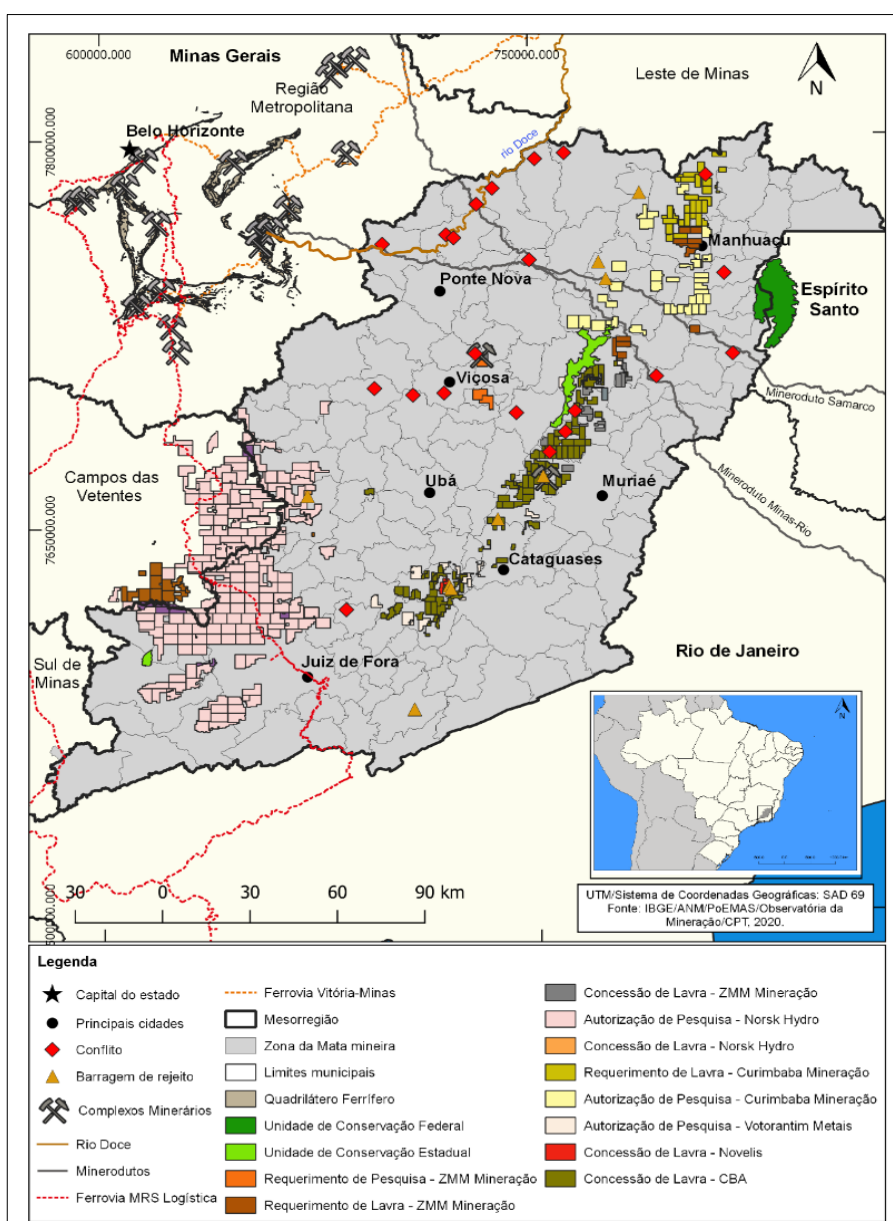 600000.000
750000.000
Minas Gerais
Leste de Minas
N
Região
Metropolitana
Belo Horizonte
7800000.000
rio Doce
Manhuaçu
Espírito
Santo
Ponte Nova
Viçosa
Mineroduto Samarco
Campos das
Vetentes
Ubá
Muriaé
Mineroduto Minas-Rio
7650000.000
Cataguases
Rio de Janeiro
Sul de
Minas
Juiz de Fora
N
30 0 30 60 90 km
UTM/Sistema de Coordenadas Geográficas: SAD 69
Fonte: IBGE/ANM/PoEMAS/Observatória da
Mineração/CPT, 2020.
Legenda
Capital do estado
Principais cidades
Conflito
Barragem de rejeito
Complexos Minerários
Rio Doce
Minerodutos
Ferrovia MRS Logística
Ferrovia Vitória-Minas
Mesorregião
Zona da Mata mineira
Limites municipais
Quadrilátero Ferrífero
Unidade de Conservação Federal
Unidade de Conservação Estadual
Requerimento de Pesquisa - ZMM Mineração
Requerimento de Lavra - ZMM Mineração
Concessão de Lavra - ZMM Mineração
Autorização de Pesquisa - Norsk Hydro
Concessão de Lavra - Norsk Hydro
Requerimento de Lavra - Curimbaba Mineração
Autorização de Pesquisa - Curimbaba Mineração
Autorização de Pesquisa - Votorantim Metais
Concessão de Lavra - Novelis
Concessão de Lavra - CBA